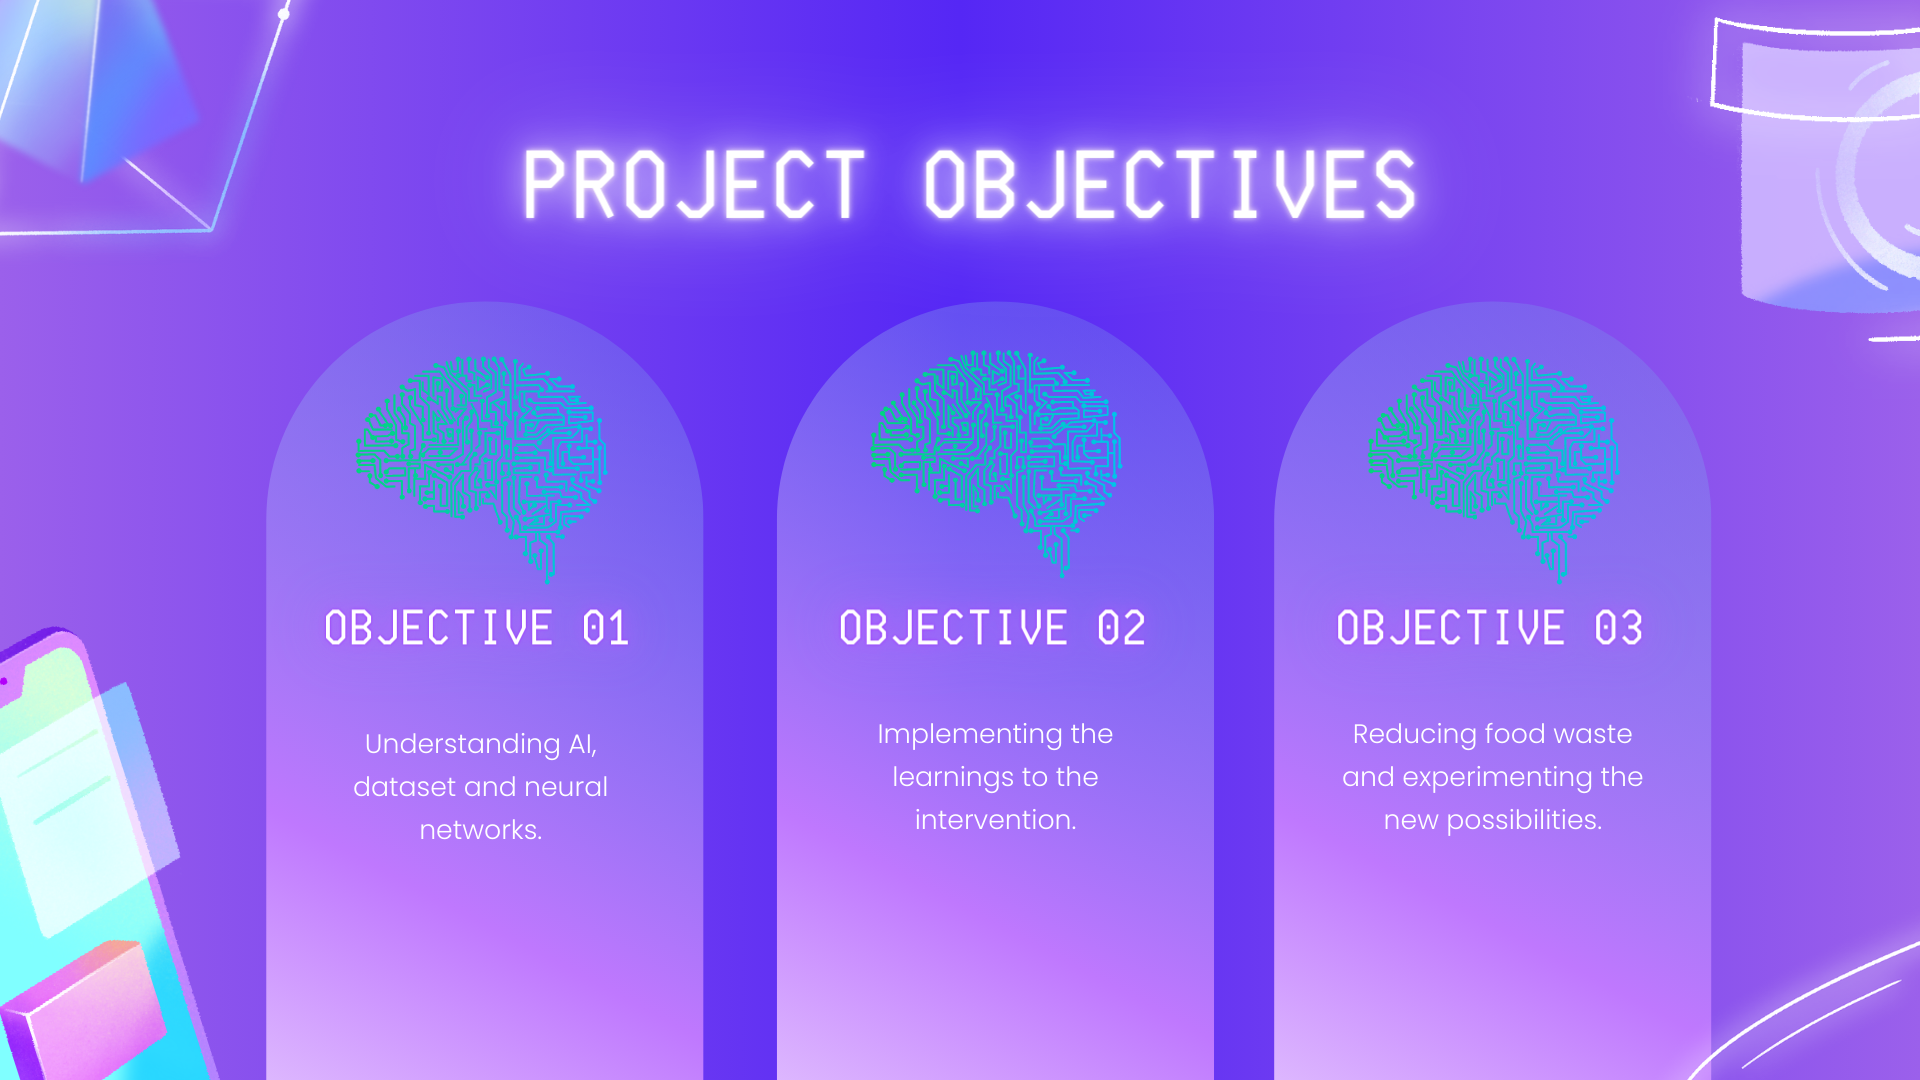 PROJECT OBJECTIVES
OBJECTIVE 01
Understanding AI,
dataset and neural
networks.
OBJECTIVE 02
Implementing the
learnings to the
intervention.
OBJECTIVE 03
Reducing food waste
and experimenting the
new possibilities.